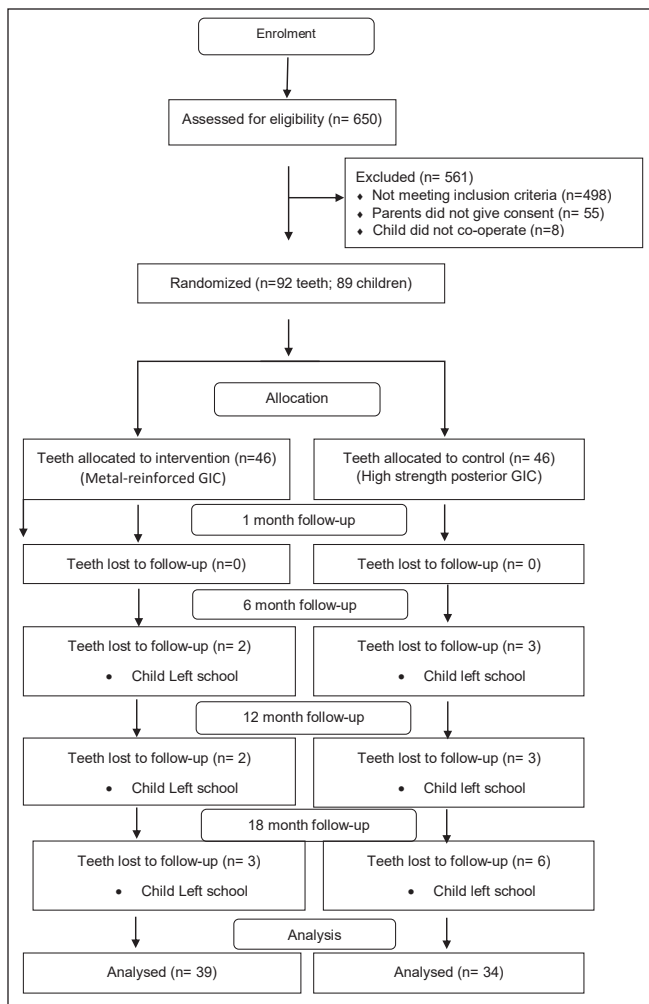 Enrolment
Assessed for eligibility (n= 650)
Excluded (n= 561)
♦ Not meeting inclusion criteria (n=498)
♦ Parents did not give consent (n= 55)
♦ Child did not co-operate (n=8)
Randomized (n=92 teeth; 89 children)
Allocation
Teeth allocated to intervention (n=46)
(Metal-reinforced GIC)
Teeth allocated to control (n= 46)
(High strength posterior GIC)
1 month follow-up
Teeth lost to follow-up (n=0)
Teeth lost to follow-up (n= 0)
6 month follow-up
Teeth lost to follow-up (n= 2)
• Child Left school
Teeth lost to follow-up (n= 3)
• Child left school
12 month follow-up
Teeth lost to follow-up (n= 2)
• Child Left school
Teeth lost to follow-up (n= 3)
• Child left school
18 month follow-up
Teeth lost to follow-up (n= 3)
• Child Left school
Teeth lost to follow-up (n= 6)
• Child left school
Analysis
Analysed (n= 39)
Analysed (n= 34)